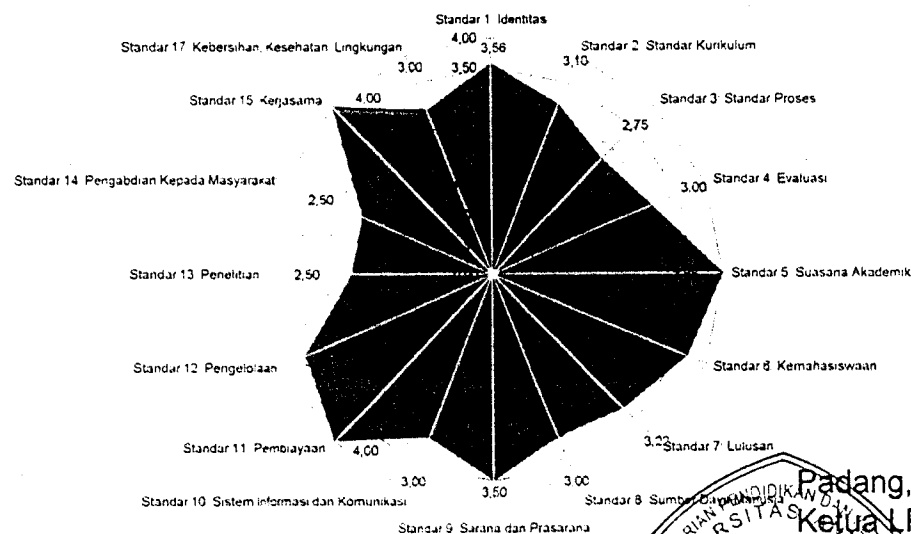 Standar 1 Identitas
4,00
3,56
3,50
Standar 17 Kebersihan, Kesehatan Lingkungan
3,00
Standar 2 Standar Kurikulum
3,10
Standar 15 Kerjasama
4,00
Standar 3 Standar Proses
2,75
Standar 14 Pengabdian Kepada Masyarakat
2,50
3,00
Standar 4 Evaluasi
Standar 13 Penelitian
2,50
Standar 5 Suasana Akademik
Standar 12 Pengelolaan
Standar 6 Kemahasiswaan
Standar 11 Pembiayaan
4,00
3,22
Standar 7 Lulusan
Standar 10 Sistem Informasi dan Komunikasi
3,00
3,50
3,00
Standar 8 Sumber Daya Manusia
Standar 9 Sarana dan Prasarana
Padang,
Ketua